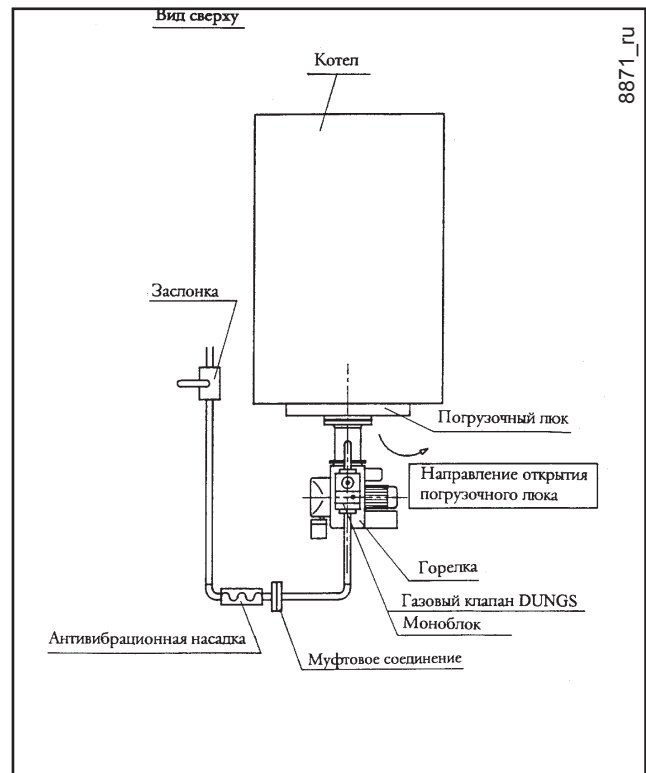 Вид сверху
8871_ru
Котел
Заслонка
Погрузочный люк
Направление открытия
погрузочного люка
Горелка
Газовый клапан DUNGS
Моноблок
Антивибрационная насадка
Муфтовое соединение